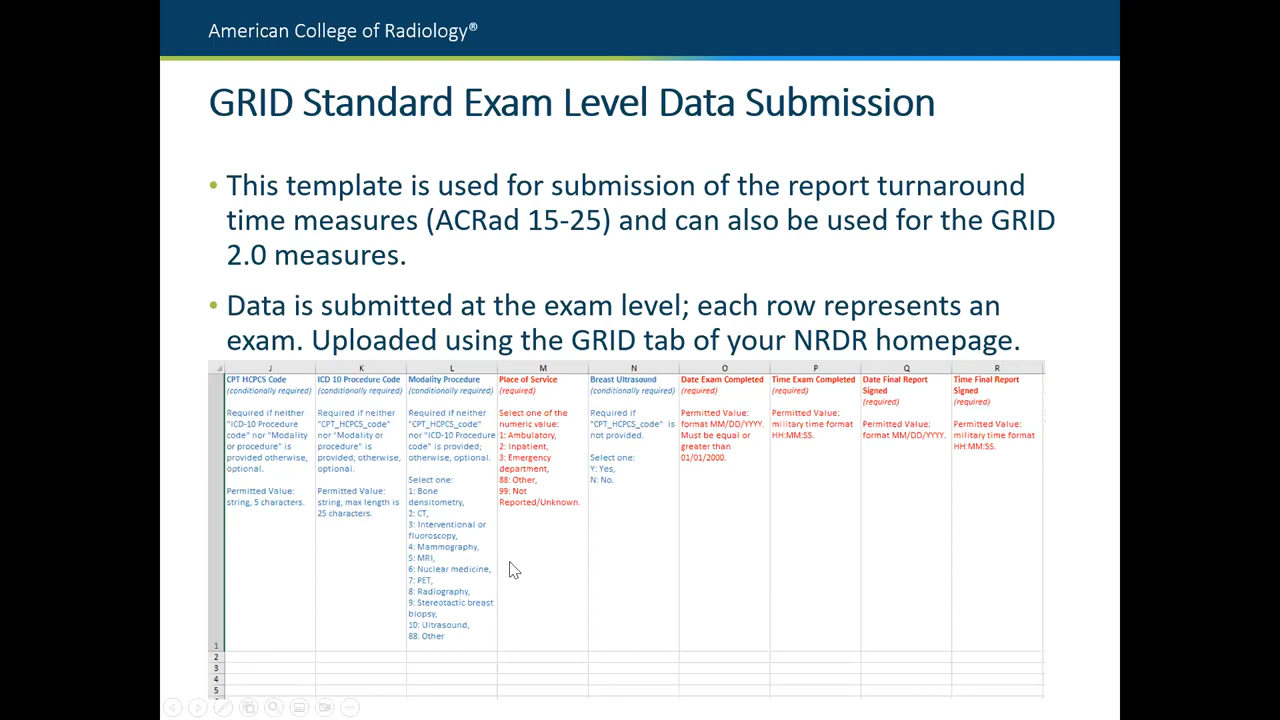 American College of Radiology®
GRID Standard Exam Level Data Submission
• This template is used for submission of the report turnaround
time measures (ACRad 15-25) and can also be used for the GRID
2.0 measures.
• Data is submitted at the exam level; each row represents an
exam. Uploaded using the GRID tab of your NRDR homepage.
J K L M N O P Q R
CPT HCPCS Code
(conditionally required)
Required if neither
"ICD-10 Procedure
code" nor "Modality
or procedure" is
provided otherwise,
optional.
Permitted Value:
string, 5 characters.
ICD 10 Procedure Code
(conditionally required)
Required if neither
"CPT_HCPCS_code"
nor "Modality or
procedure" is
provided; otherwise,
optional.
Permitted Value:
string, max length is
25 characters.
Modality Procedure
(conditionally required)
Required if neither
"CPT_HCPCS_code"
nor "ICD-10 Procedure
code" is provided;
otherwise, optional.
Select one:
1: Bone
densitometry,
2: CT,
3: Interventional or
fluoroscopy,
4: Mammography,
5: MRI,
6: Nuclear medicine,
7: PET,
8: Radiography,
9: Stereotactic breast
biopsy,
10: Ultrasound,
88: Other
Place of Service
(required)
Select one of the
numeric value:
1: Ambulatory,
2: Inpatient,
3: Emergency
department,
88: Other,
99: Not
Reported/Unknown.
Breast Ultrasound
(conditionally required)
Required if
"CPT_HCPCS_code" is
not provided.
Select one:
Y: Yes,
N: No.
Date Exam Completed
(required)
Permitted Value:
format MM/DD/YYYY.
Must be equal or
greater than
01/01/2000.
Time Exam Completed
(required)
Permitted Value:
military time format
HH:MM:SS.
Date Final Report
Signed
(required)
Permitted Value:
format MM/DD/YYYY.
Time Final Report
Signed
(required)
Permitted Value:
military time format
HH:MM:SS.
1
2
3
4
5